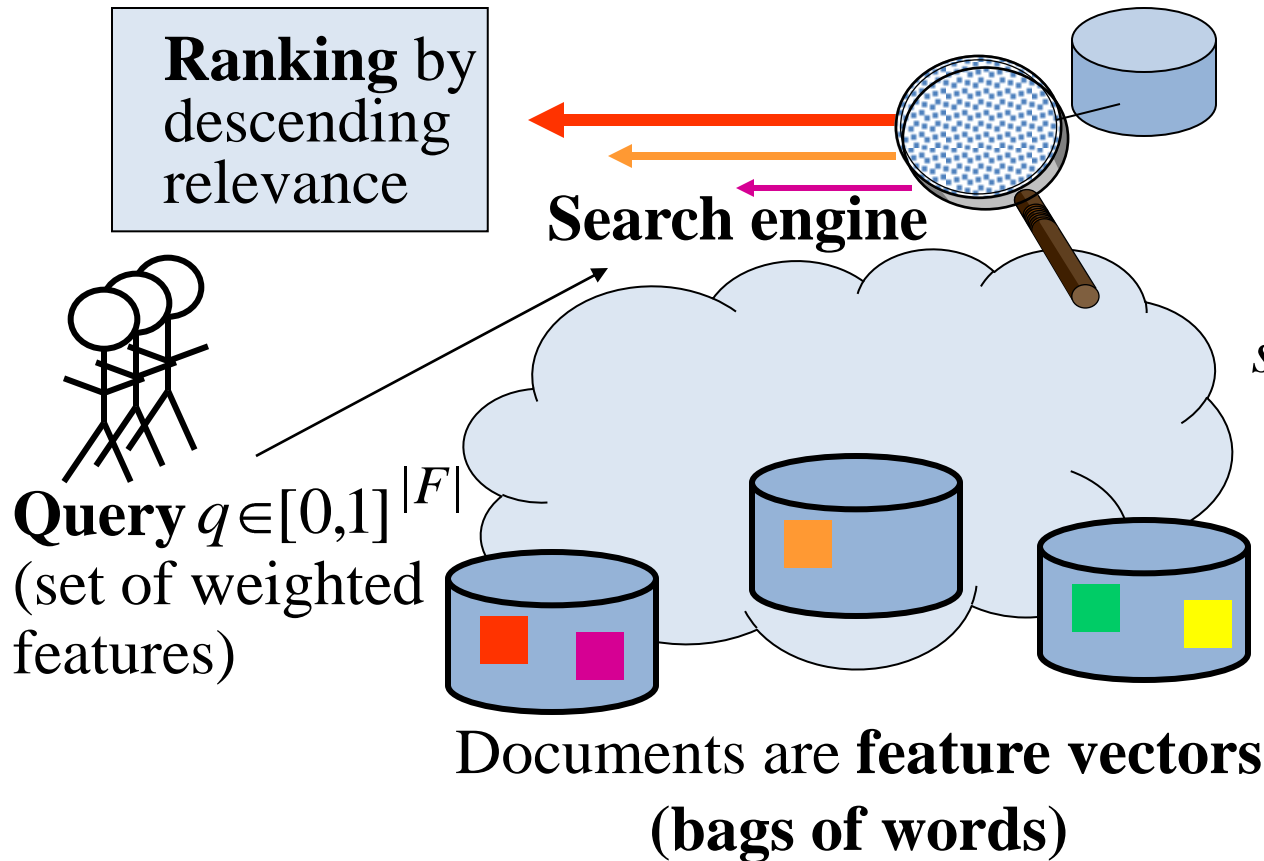 Ranking by
descending
relevance
Search engine
s
Query q ∈[0,1]^|F|
(set of weighted
features)
Documents are feature vectors
(bags of words)